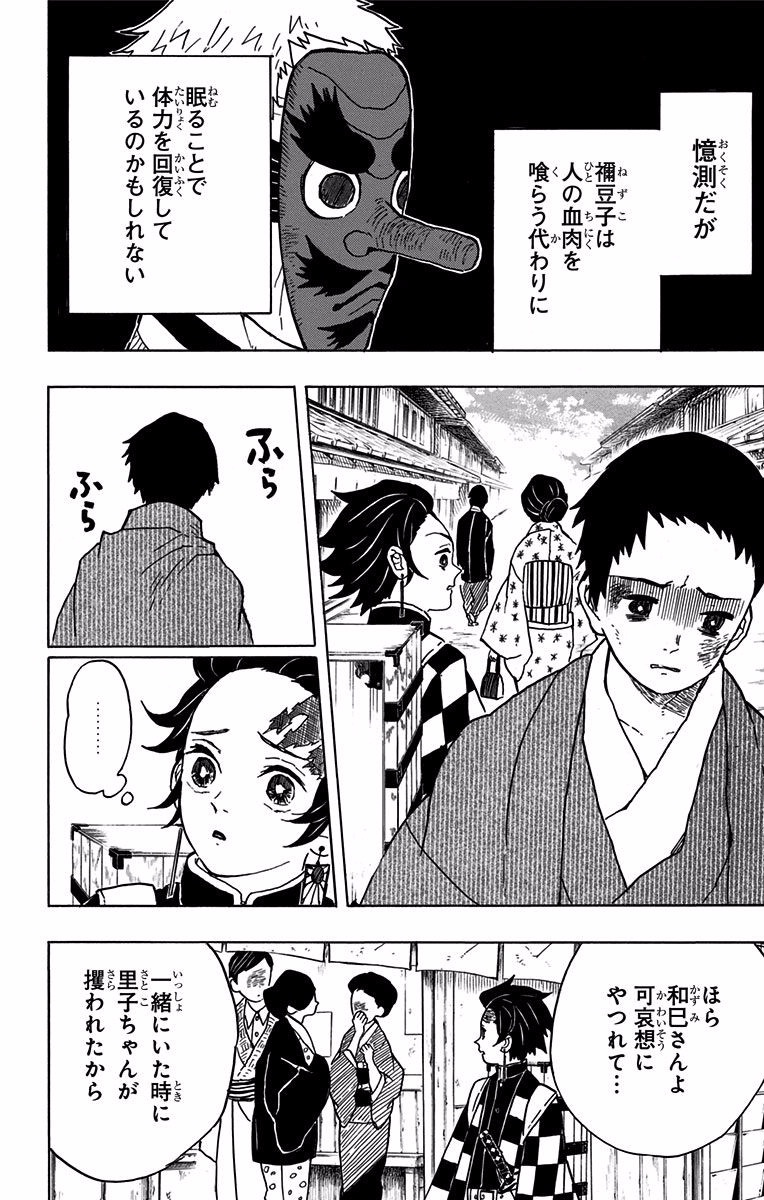 憶測だが
禰豆子は
人の血肉を
喰らう代わりに
眠ることで
体力を回復して
いるのかもしれない
ふら
ふら
………
ほら
和巳さんよ
可哀想に
やつれて…
一緒にいた時に
里子ちゃんが
攫われたから